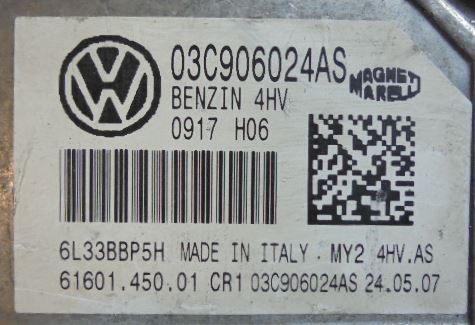 03C906024AS
MAGNETI
MARELLI
BENZIN 4HV
0917 H06
6L33BBP5H MADE IN ITALY · MY2 4HV.AS
61601.450.01 CR1 03C906024AS 24.05.07